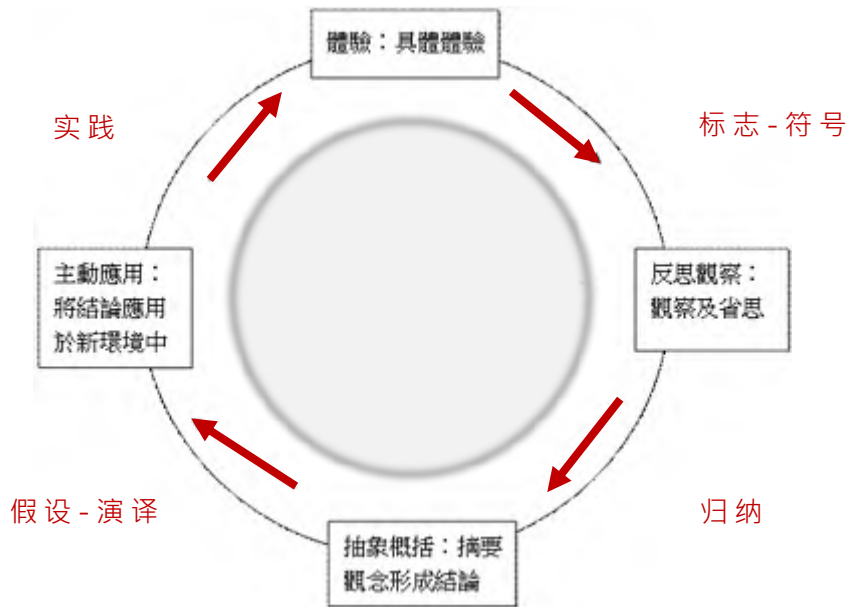 體驗：具體體驗
实践
标志-符号
主動應用：
將結論應用
於新環境中
反思觀察：
觀察及省思
假设-演译
归纳
抽象概括：摘要
觀念形成結論